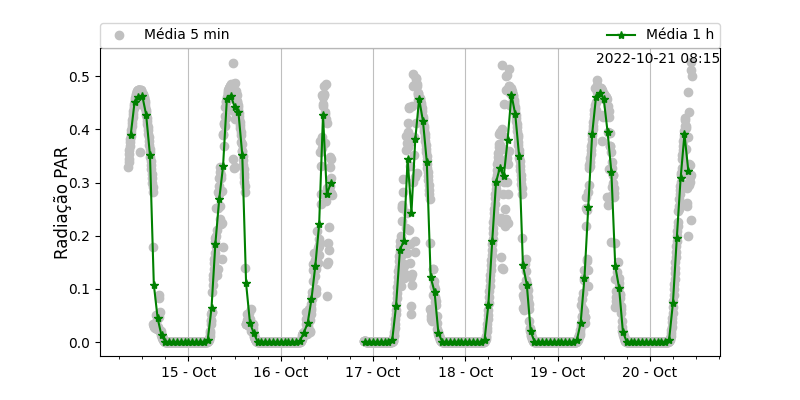 Média 5 min
Média 1 h
2022-10-21 08:15
Radiação PAR
0.5
0.4
0.3
0.2
0.1
0.0
15 - Oct
16 - Oct
17 - Oct
18 - Oct
19 - Oct
20 - Oct